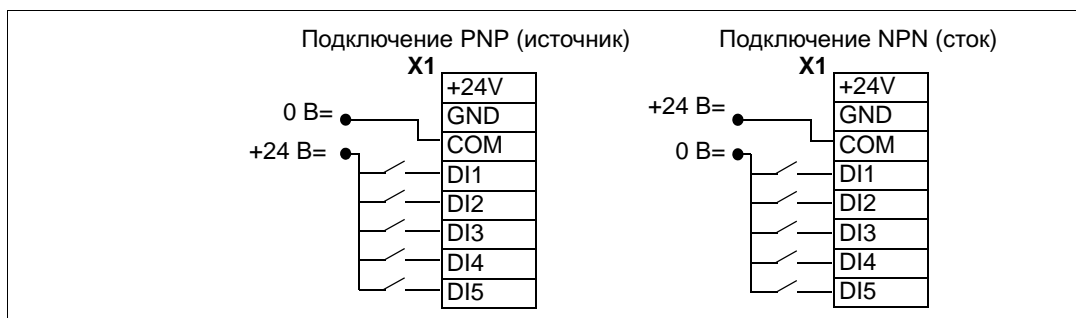 Подключение PNP (источник)
X1
+24V
GND
COM
DI1
DI2
DI3
DI4
DI5
0 В=
+24 В=
Подключение NPN (сток)
X1
+24V
GND
COM
DI1
DI2
DI3
DI4
DI5
+24 В=
0 В=